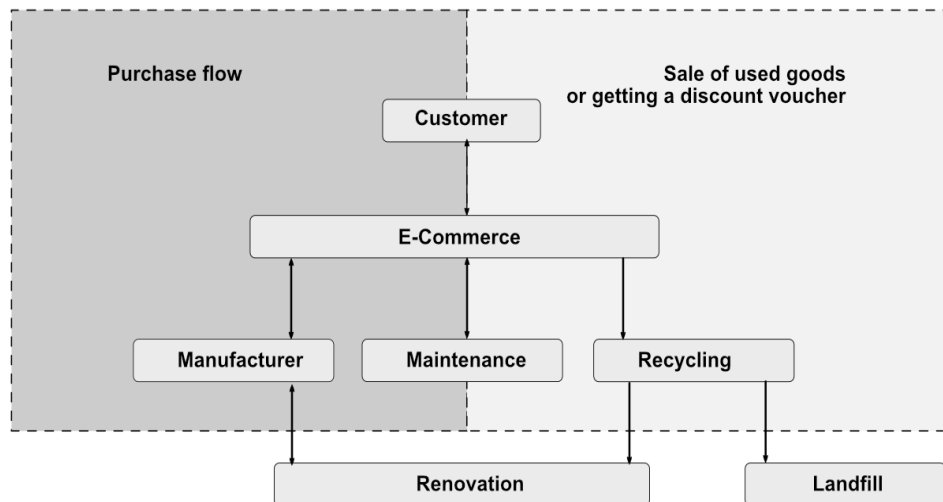 Purchase flow
Sale of used goods
or getting a discount voucher
Customer
E-Commerce
Manufacturer
Maintenance
Recycling
Renovation
Landfill